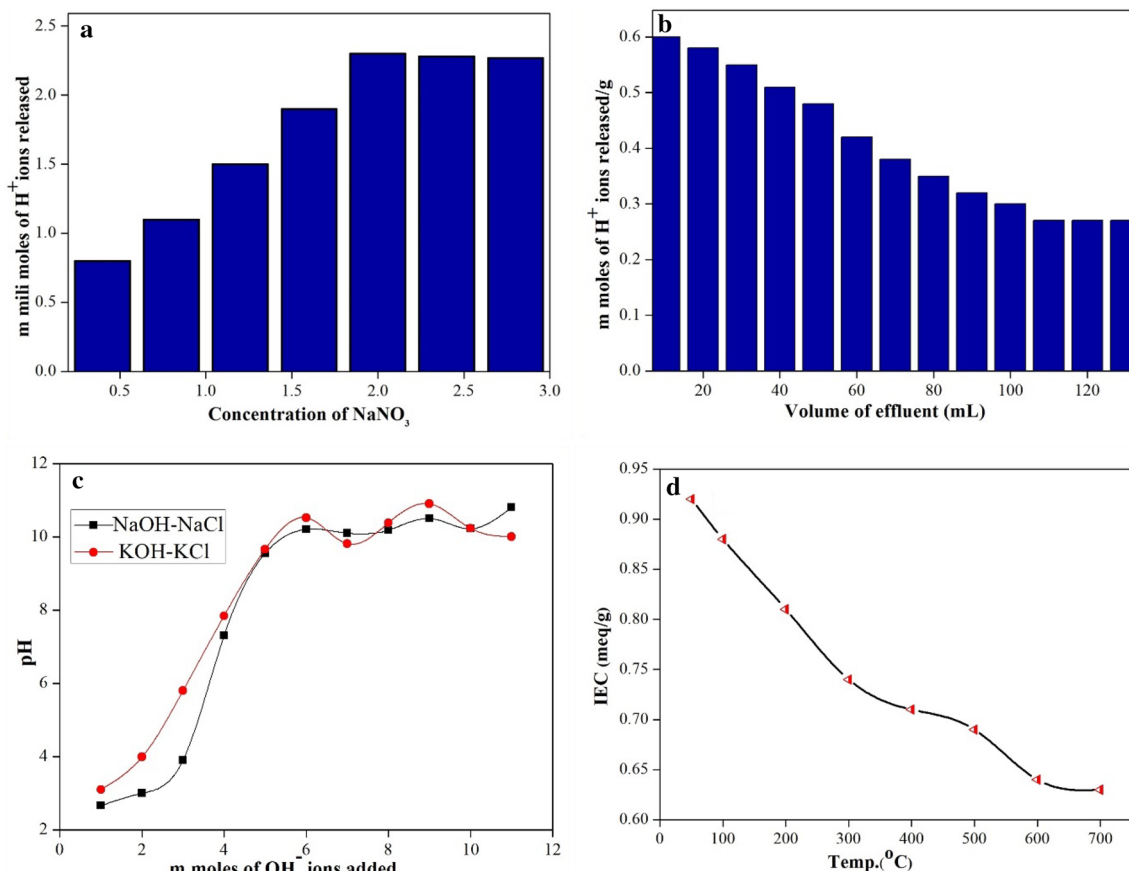 a
m mili moles of H+ ions released
2.5
2.0
1.5
1.0
0.5
0.0
0.5 1.0 1.5 2.0 2.5 3.0
Concentration of NaNO₃
b
m moles of H+ ions released/g
0.6
0.5
0.4
0.3
0.2
0.1
0.0
20 40 60 80 100 120
Volume of effluent (mL)
c
NaOH-NaCl
KOH-KCl
pH
12
10
8
6
4
2
0 2 4 6 8 10 12
m moles of OH- ions added
d
IEC (meq/g)
0.95
0.90
0.85
0.80
0.75
0.70
0.65
0.60
0 100 200 300 400 500 600 700
Temp.(°C)